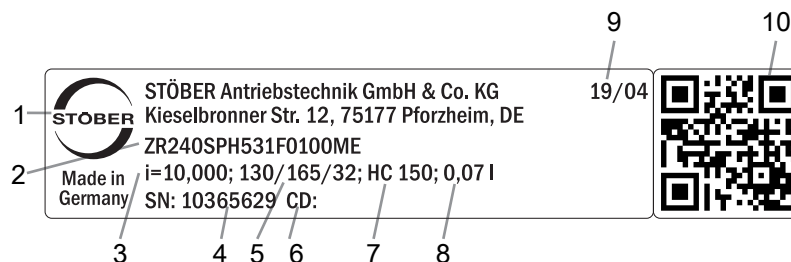 9
10
STÖBER Antriebstechnik GmbH & Co. KG 19/04
1 STÖBER Kieselbronner Str. 12, 75177 Pforzheim, DE
2 ZR240SPH531F0100ME
Made in Germany
i=10,000; 130/165/32; HC 150; 0,07 l
SN: 10365629 CD:
3 4 5 6 7 8